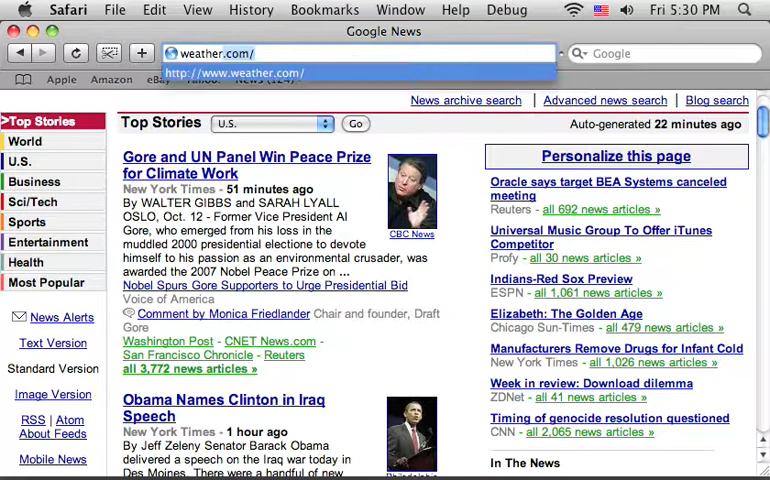 Safari File Edit View History Bookmarks Window Help Debug Fri 5:30 PM
Google News
weather.com/
Google
http://www.weather.com/
Apple Amazon eBay
News archive search | Advanced news search | Blog search
>Top Stories
World
U.S.
Business
Sci/Tech
Sports
Entertainment
Health
Most Popular
News Alerts
Text Version
Standard Version
Image Version
RSS | Atom
About Feeds
Mobile News
Top Stories U.S. Go Auto-generated 22 minutes ago
Gore and UN Panel Win Peace Prize
for Climate Work
New York Times - 51 minutes ago
By WALTER GIBBS and SARAH LYALL
OSLO, Oct. 12 - Former Vice President Al
Gore, who emerged from his loss in the
muddled 2000 presidential electione to devote
himself to his passion as an environmental crusader, was
awarded the 2007 Nobel Peace Prize on ...
CBC News
Nobel Spurs Gore Supporters to Urge Presidential Bid
Voice of America
Comment by Monica Friedlander Chair and founder, Draft
Gore
Washington Post - CNET News.com -
San Francisco Chronicle - Reuters
all 3,772 news articles »
Obama Names Clinton in Iraq
Speech
New York Times - 1 hour ago
By Jeff Zeleny Senator Barack Obama
delivered a speech on the Iraq war today in
Des Moines. There were a handful of new
Philadelphia
Personalize this page
Oracle says target BEA Systems canceled
meeting
Reuters - all 692 news articles »
Universal Music Group To Offer iTunes
Competitor
Profy - all 30 news articles »
Indians-Red Sox Preview
ESPN - all 1,061 news articles »
Elizabeth: The Golden Age
Chicago Sun-Times - all 479 news articles »
Manufacturers Remove Drugs for Infant Cold
New York Times - all 1,026 news articles »
Week in review: Download dilemma
ZDNet - all 41 news articles »
Timing of genocide resolution questioned
CNN - all 2,065 news articles »
In The News